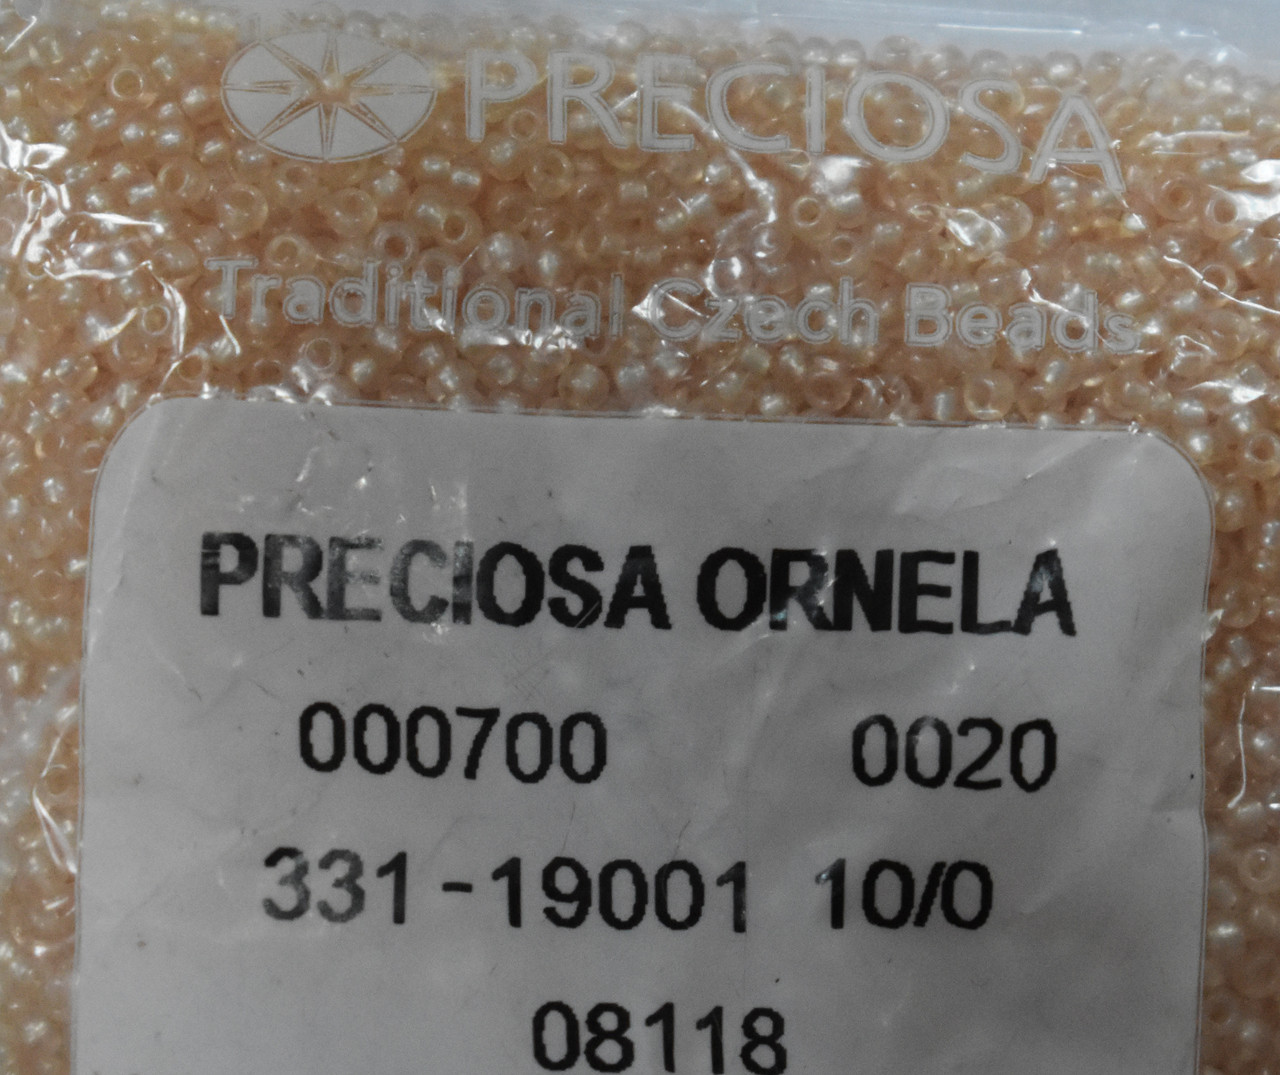 PRECIOSA
Traditional Czech Beads
PRECIOSA ORNELA
000700 0020
331-19001 10/0
08118